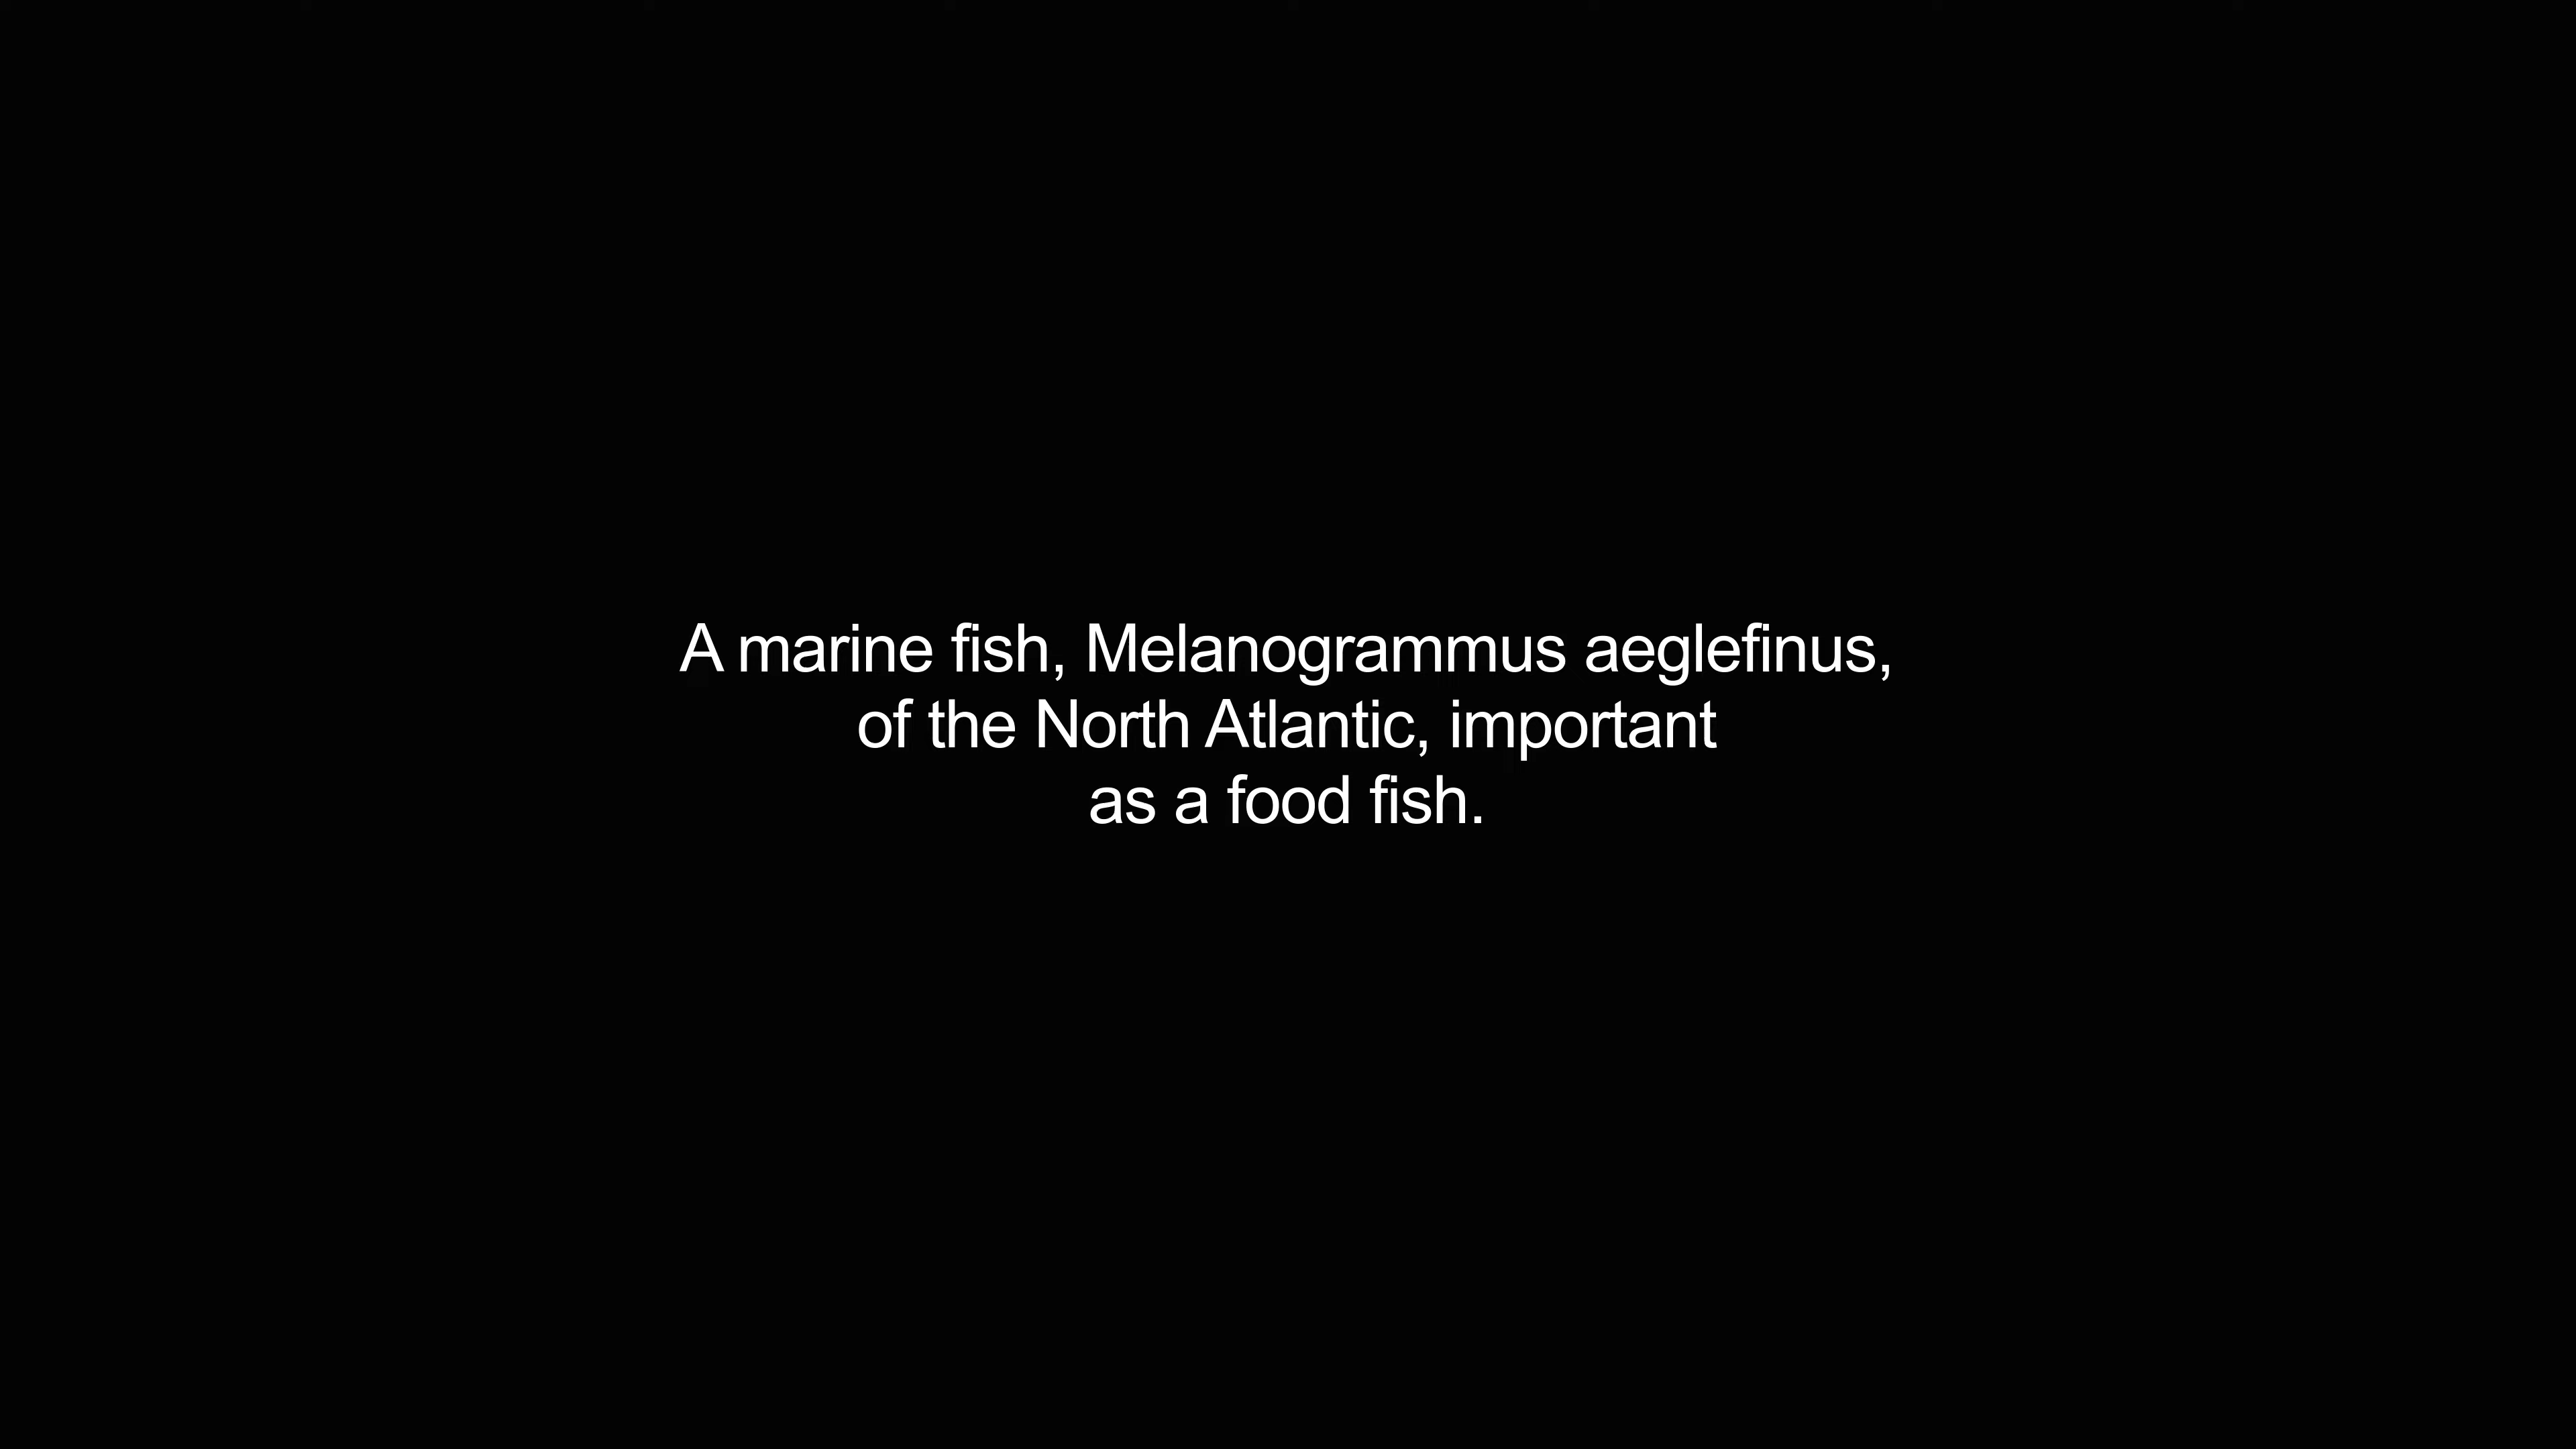 A marine fish, Melanogrammus aeglefinus,
of the North Atlantic, important
as a food fish.